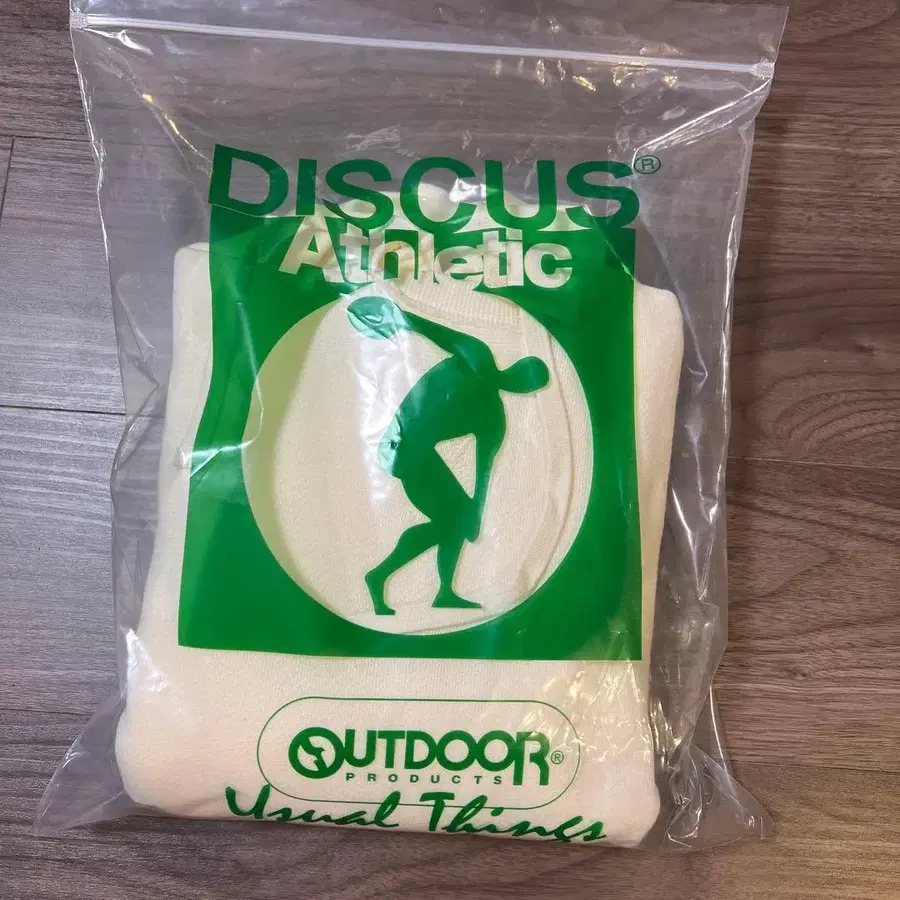 DISCUS®
Athletic
OUTDOOR®
PRODUCTS
Usual Things